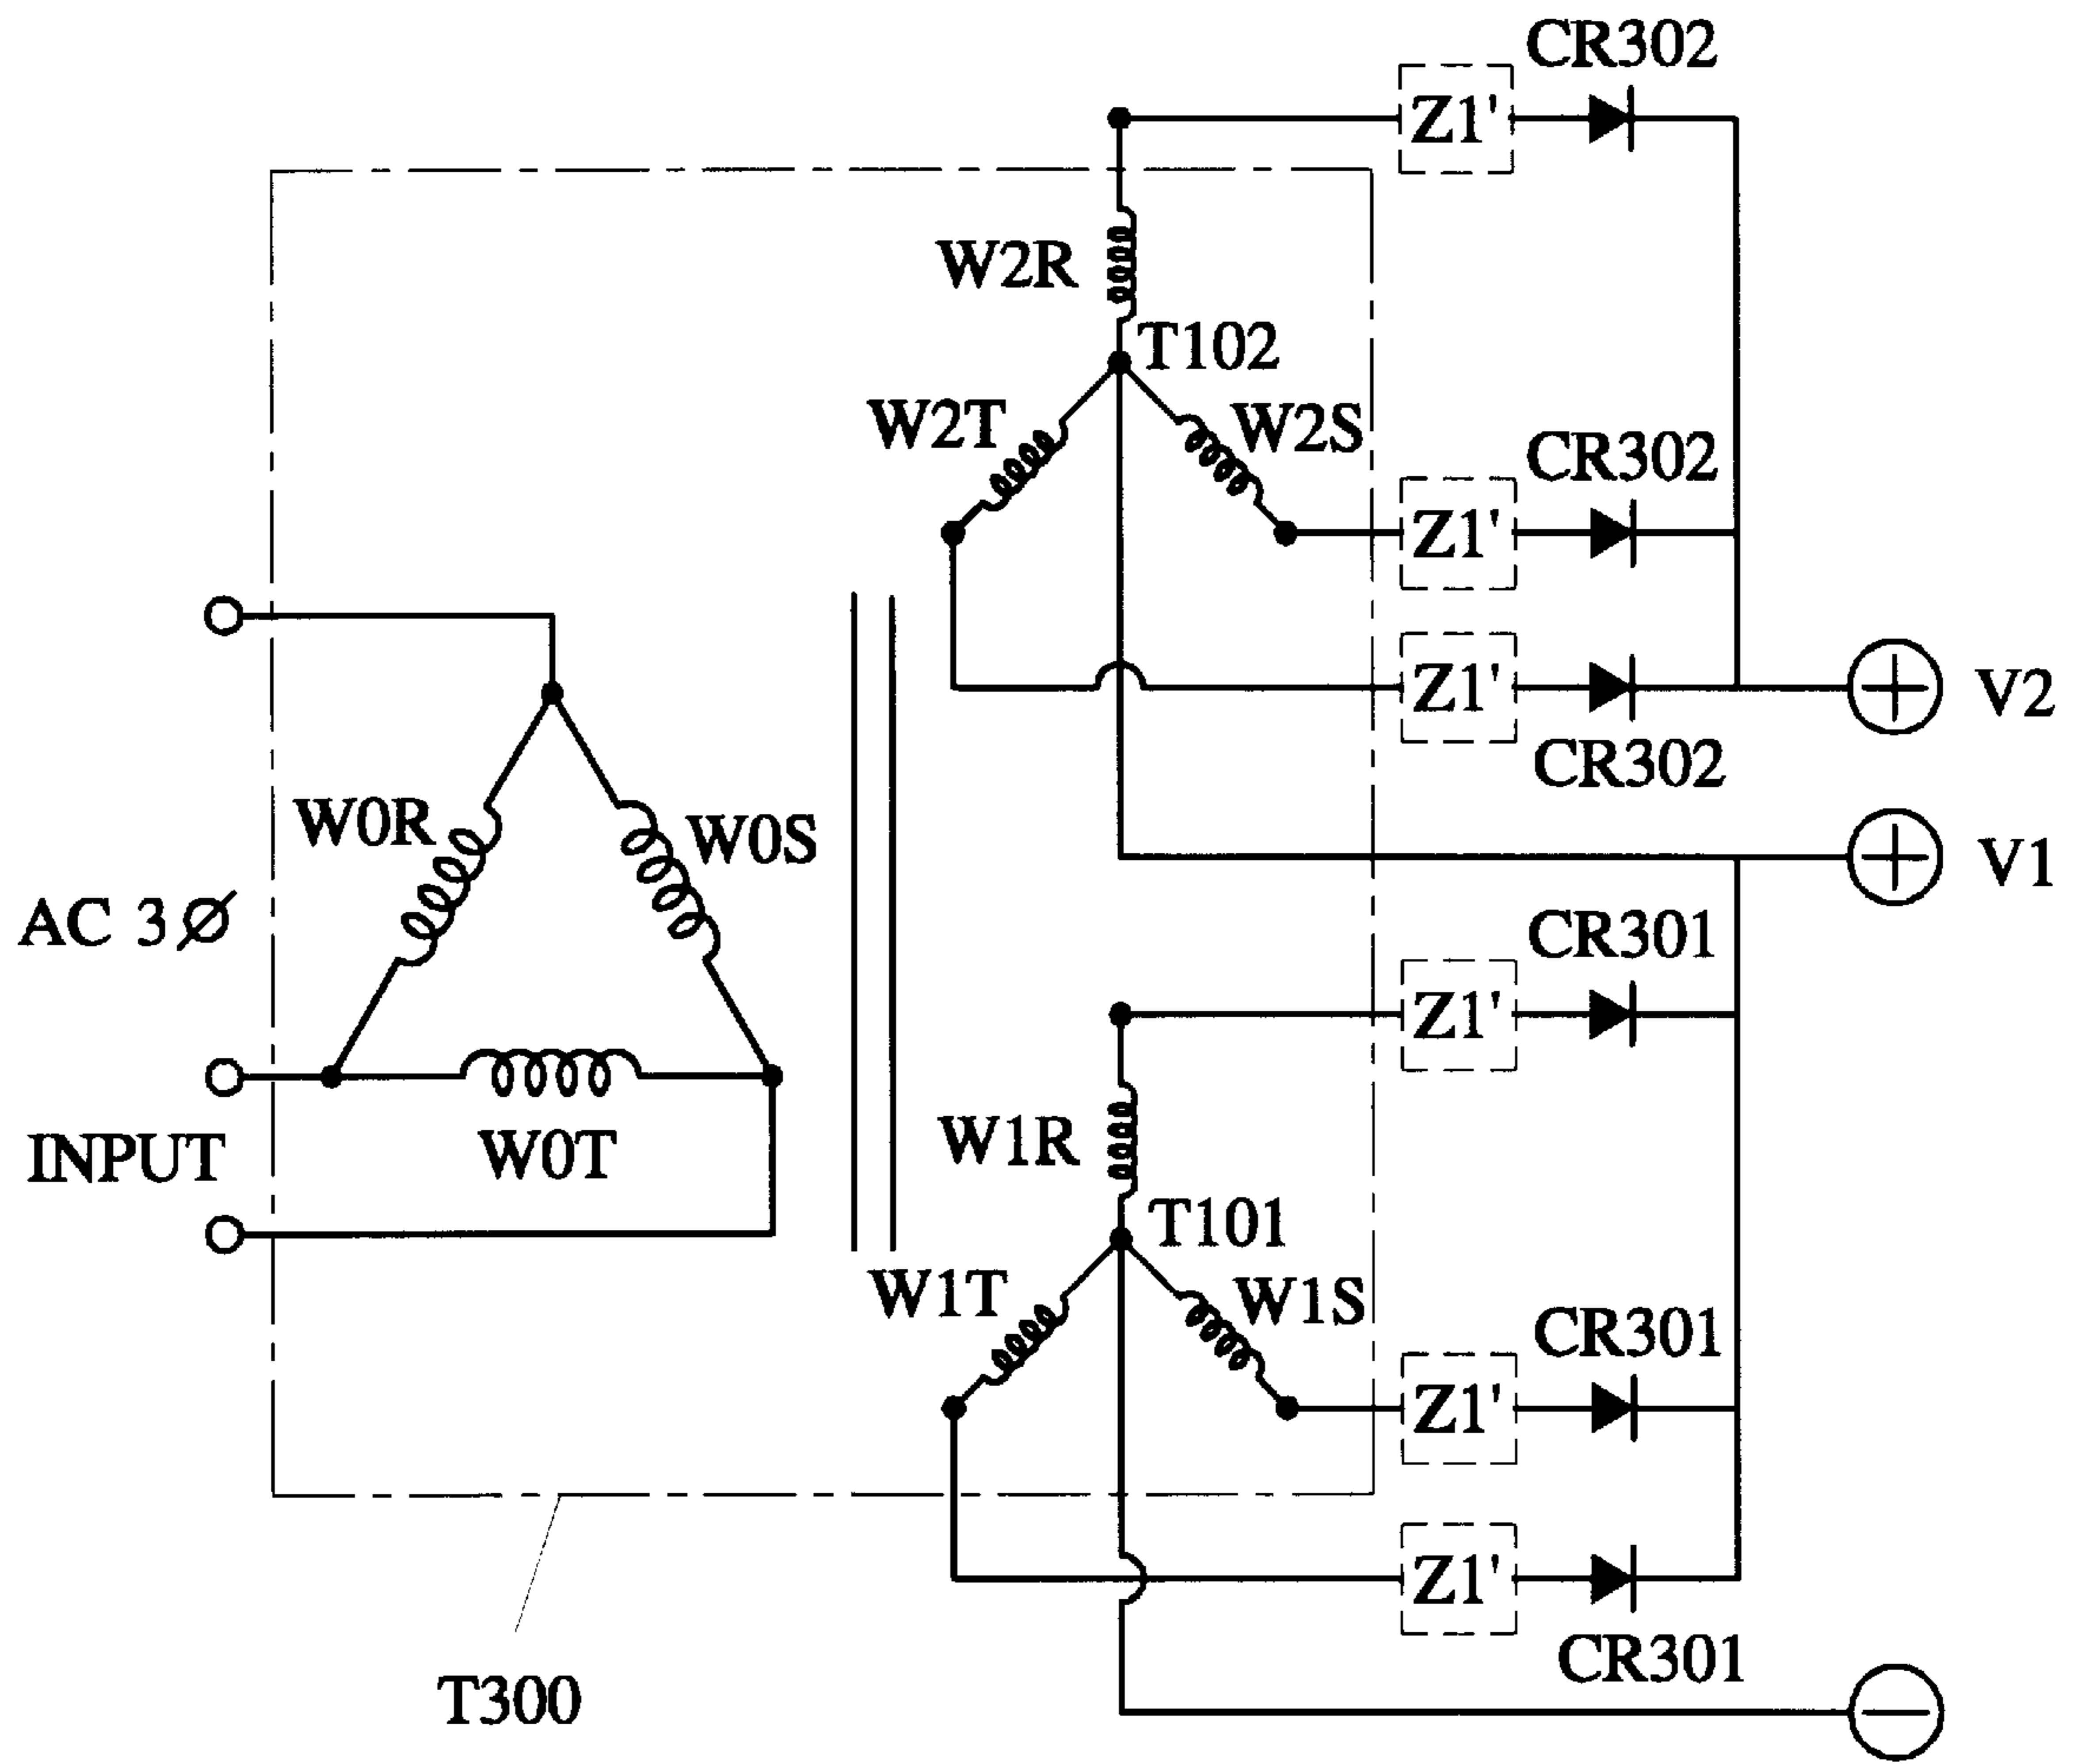 CR302
Z1'
W2R
T102
W2T
W2S
CR302
Z1'
Z1'
V2
CR302
W0R
W0S
V1
AC 3Ø
CR301
Z1'
INPUT
W0T
W1R
T101
W1T
W1S
CR301
Z1'
Z1'
CR301
T300